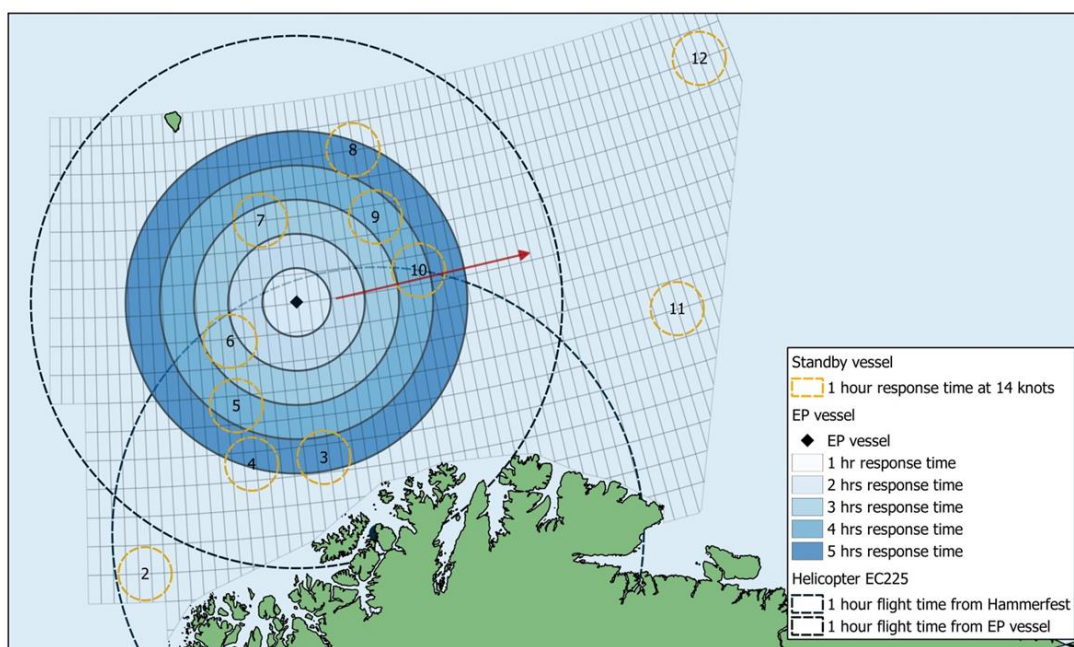 12
8
7
9
10
11
6
5
4
3
2
Standby vessel
1 hour response time at 14 knots
EP vessel
EP vessel
1 hr response time
2 hrs response time
3 hrs response time
4 hrs response time
5 hrs response time
Helicopter EC225
1 hour flight time from Hammerfest
1 hour flight time from EP vessel